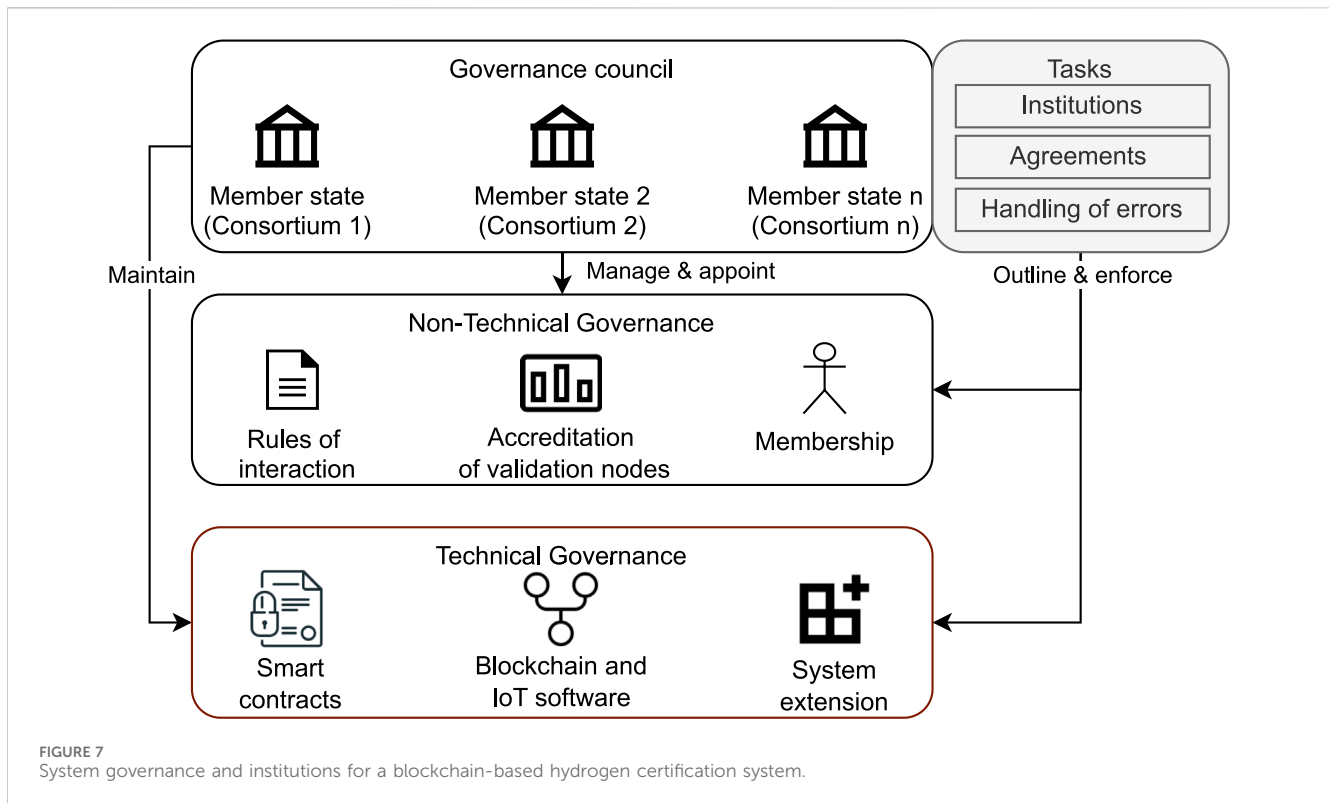 Governance council
Tasks
Institutions
Agreements
Handling of errors
Member state
(Consortium 1)
Member state 2
(Consortium 2)
Member state n
(Consortium n)
Maintain
Manage & appoint
Outline & enforce
Non-Technical Governance
Rules of
interaction
Accreditation
of validation nodes
Membership
Technical Governance
Smart
contracts
Blockchain and
IoT software
System
extension
FIGURE 7
System governance and institutions for a blockchain-based hydrogen certification system.